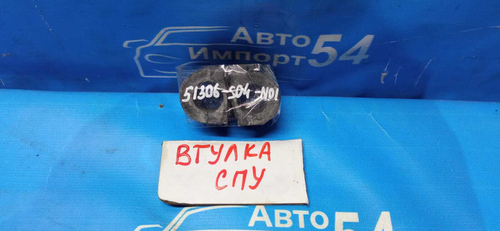 Авто 54
Импорт
51306-S04-N01
ВТУЛКА
СПУ
Авто 54